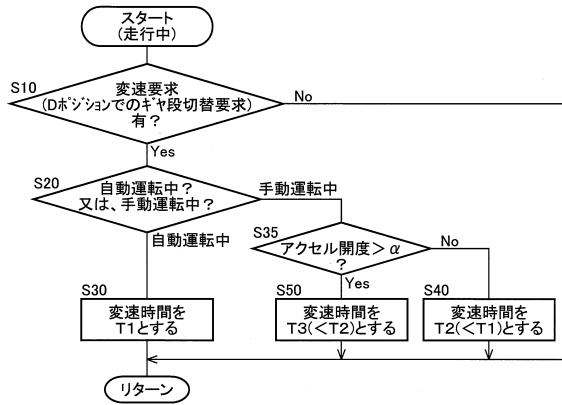 スタート
(走行中)
S10
変速要求
(Dポジションでのギヤ段切替要求)
有？
No
Yes
S20
自動運転中？
又は、手動運転中？
手動運転中
自動運転中
S35
アクセル開度＞α
？
No
Yes
S30
変速時間を
T1とする
S50
変速時間を
T3(＜T2)とする
S40
変速時間を
T2(＜T1)とする
リターン